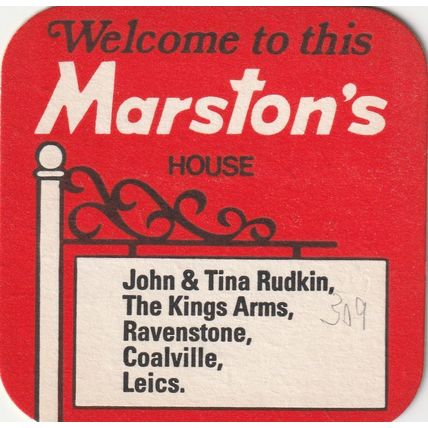 Welcome to this
Marston's
HOUSE
John & Tina Rudkin,
The Kings Arms,
Ravenstone,
Coalville,
Leics.
309